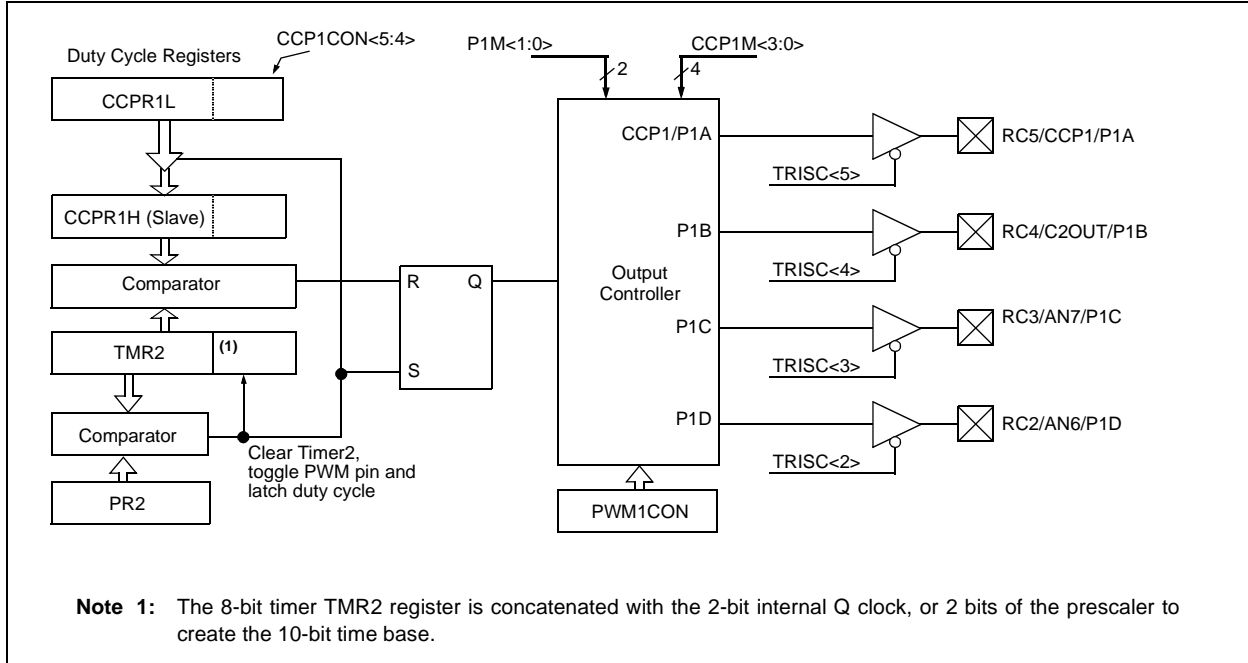 CCP1CON<5:4>
Duty Cycle Registers
CCPR1L
CCPR1H (Slave)
Comparator
TMR2
(1)
Comparator
PR2
Clear Timer2,
toggle PWM pin and
latch duty cycle
R
Q
S
P1M<1:0>
2
CCP1M<3:0>
4
Output
Controller
CCP1/P1A
P1B
P1C
P1D
PWM1CON
TRISC<5>
RC5/CCP1/P1A
TRISC<4>
RC4/C2OUT/P1B
TRISC<3>
RC3/AN7/P1C
TRISC<2>
RC2/AN6/P1D
Note 1: The 8-bit timer TMR2 register is concatenated with the 2-bit internal Q clock, or 2 bits of the prescaler to
create the 10-bit time base.